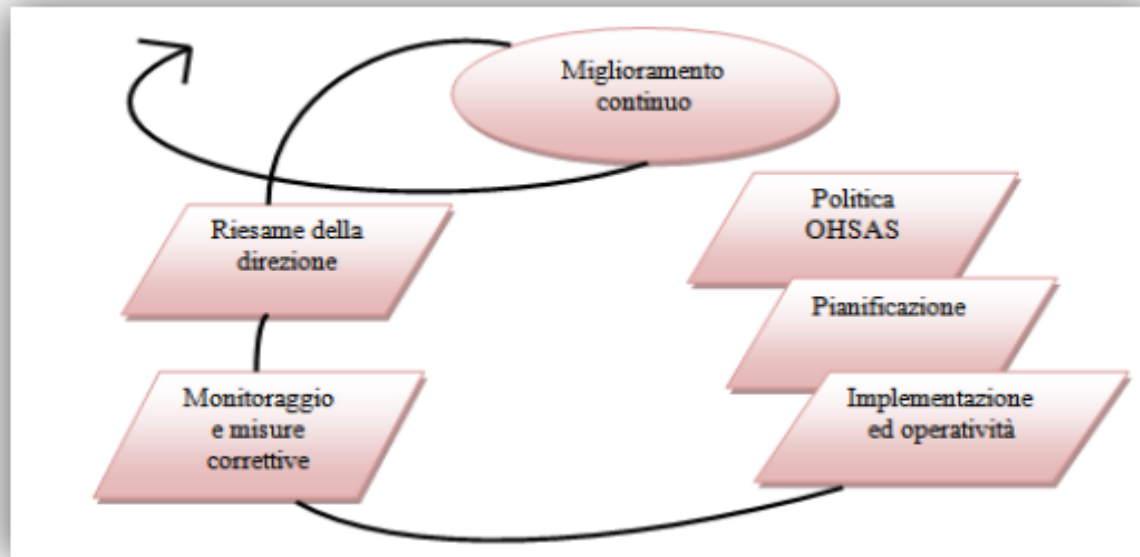 Miglioramento
continuo
Politica
OHSAS
Riesame della
direzione
Pianificazione
Monitoraggio
e misure
correttive
Implementazione
ed operatività